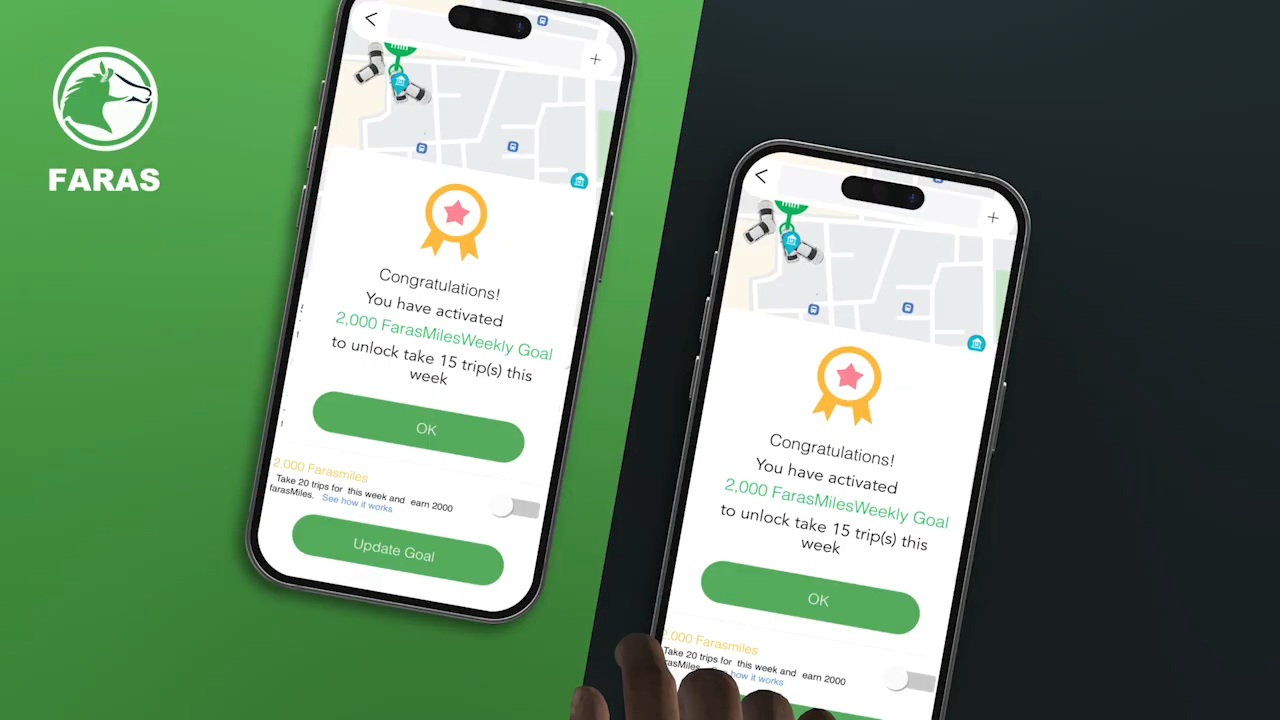 FARAS
Congratulations!
You have activated
2,000 FarasMilesWeekly Goal
to unlock take 15 trip(s) this
week
OK
2.000 Farasmiles
Take 20 trips for this week and earn 2000
farasMiles. See how it works
Update Goal
Congratulations!
You have activated
2,000 FarasMilesWeekly Goal
to unlock take 15 trip(s) this
week
OK
2.000 Farasmiles
Take 20 trips for this week and earn 2000
how it works